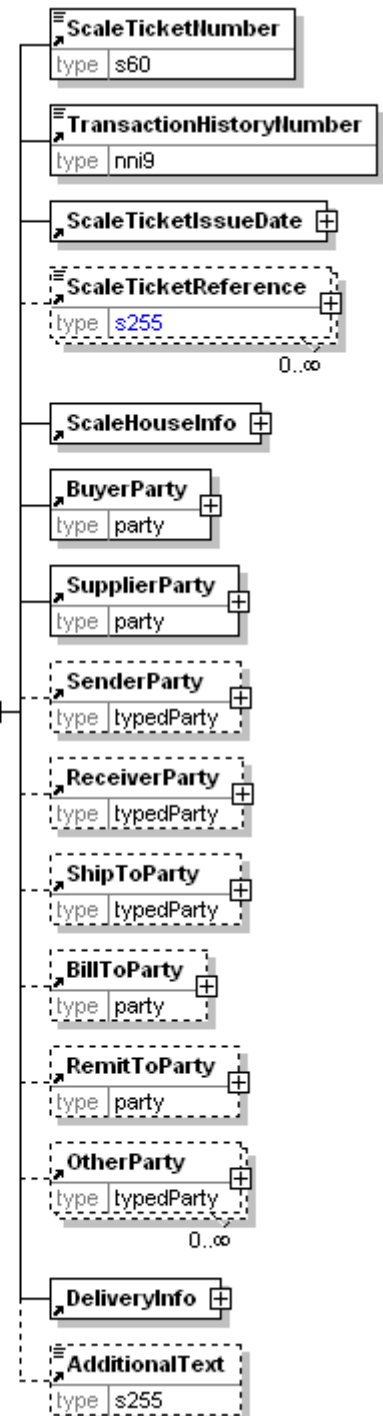 ScaleTicketNumber
type s60
TransactionHistoryNumber
type nni9
ScaleTicketIssueDate
ScaleTicketReference
type s255
0..∞
ScaleHouseInfo
BuyerParty
type party
SupplierParty
type party
SenderParty
type typedParty
ReceiverParty
type typedParty
ShipToParty
type typedParty
BillToParty
type party
RemitToParty
type party
OtherParty
type typedParty
0..∞
DeliveryInfo
AdditionalText
type s255